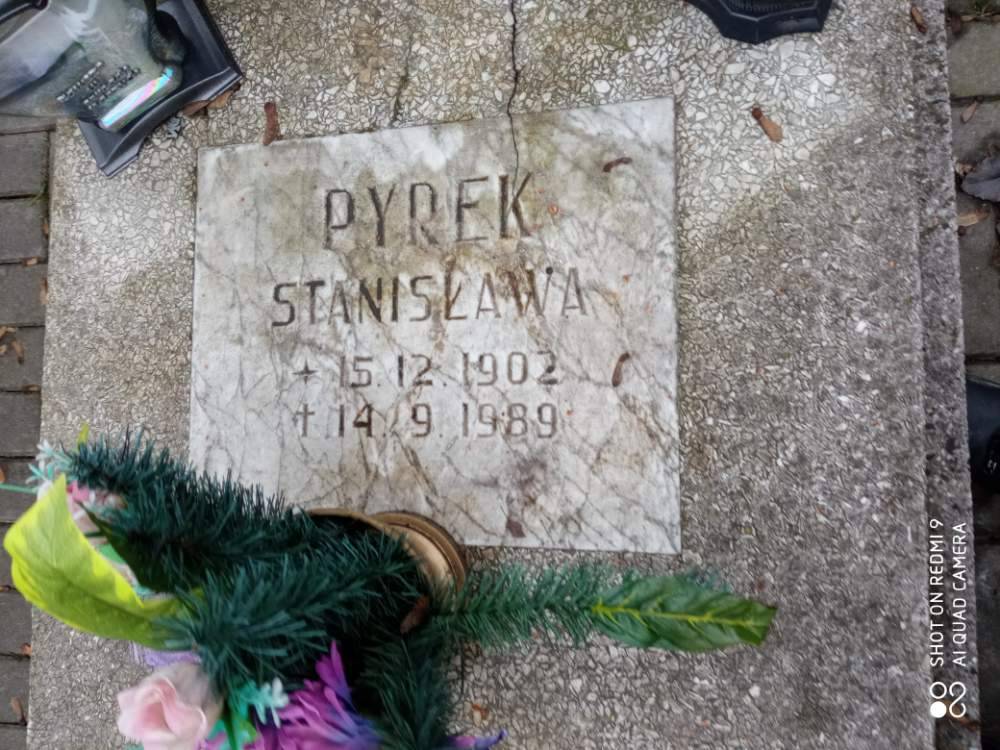 PYREK
STANISŁAWA
+ 15.12.1902
† 14.9.1989
SHOT ON REDMI 9
AI QUAD CAMERA